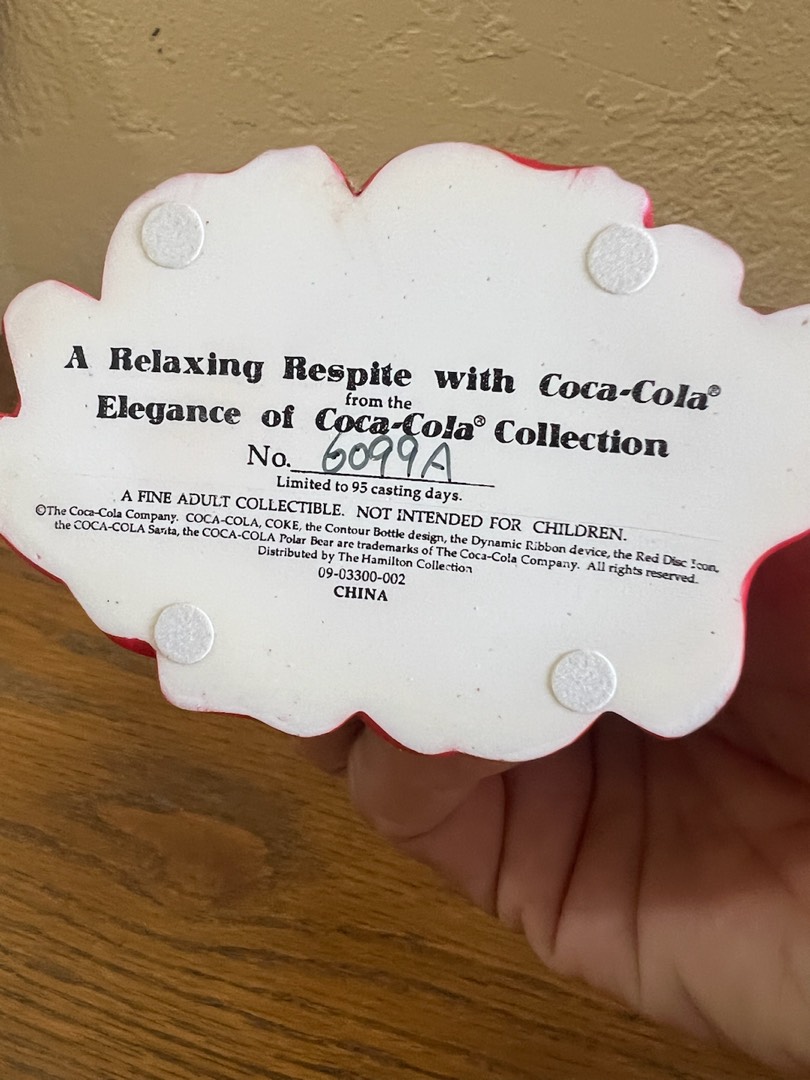 A Relaxing Respite with Coca-Cola®
from the
Elegance of Coca-Cola® Collection
No. 6099A
Limited to 95 casting days.
A FINE ADULT COLLECTIBLE. NOT INTENDED FOR CHILDREN.
©The Coca-Cola Company. COCA-COLA, COKE, the Contour Bottle design, the Dynamic Ribbon device, the Red Disc Icon,
the COCA-COLA Santa, the COCA-COLA Polar Bear are trademarks of The Coca-Cola Company. All rights reserved.
Distributed by The Hamilton Collection
09-03300-002
CHINA